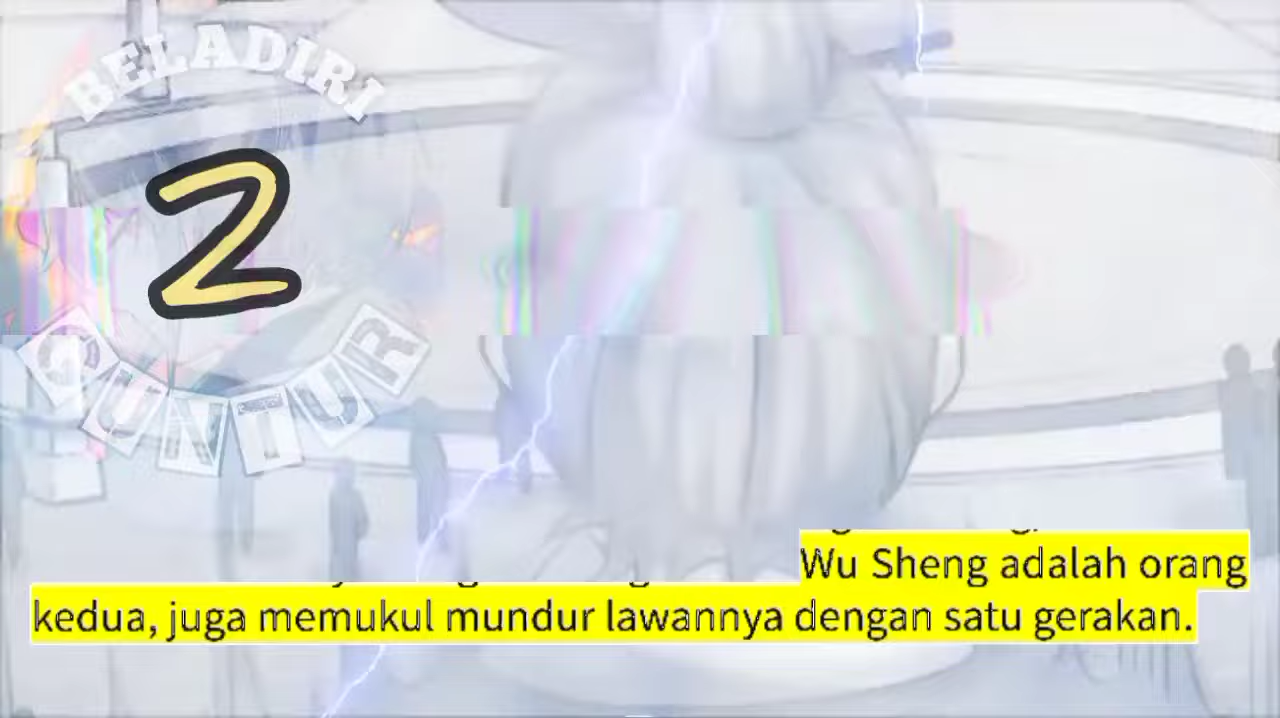 BELADIRI
2
GUNTUR
Wu Sheng adalah orang
kedua, juga memukul mundur lawannya dengan satu gerakan.